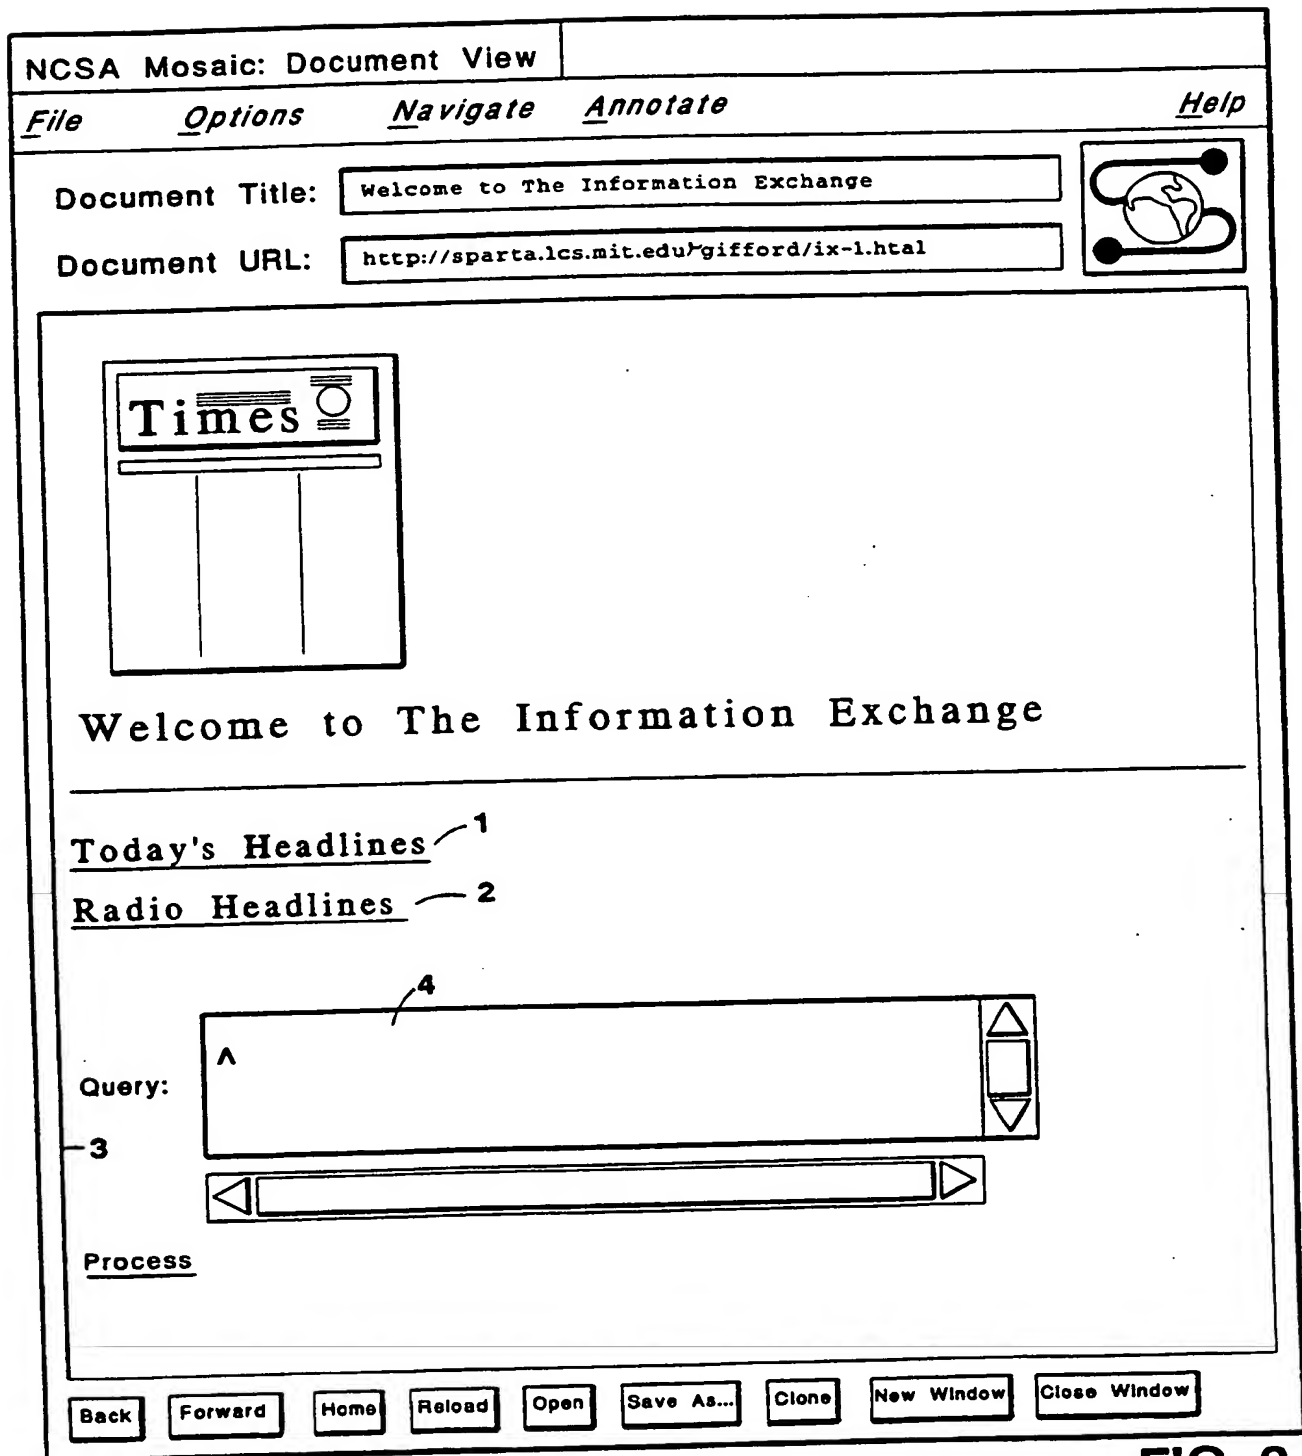 NCSA Mosaic: Document View
File Options Navigate Annotate Help
Document Title: Welcome to The Information Exchange
Document URL: http://sparta.lcs.mit.edu/~gifford/ix-1.htal
Times
Welcome to The Information Exchange
Today's Headlines 1
Radio Headlines 2
4
^
Query:
3
Process
Back Forward Home Reload Open Save As... Clone New Window Close Window